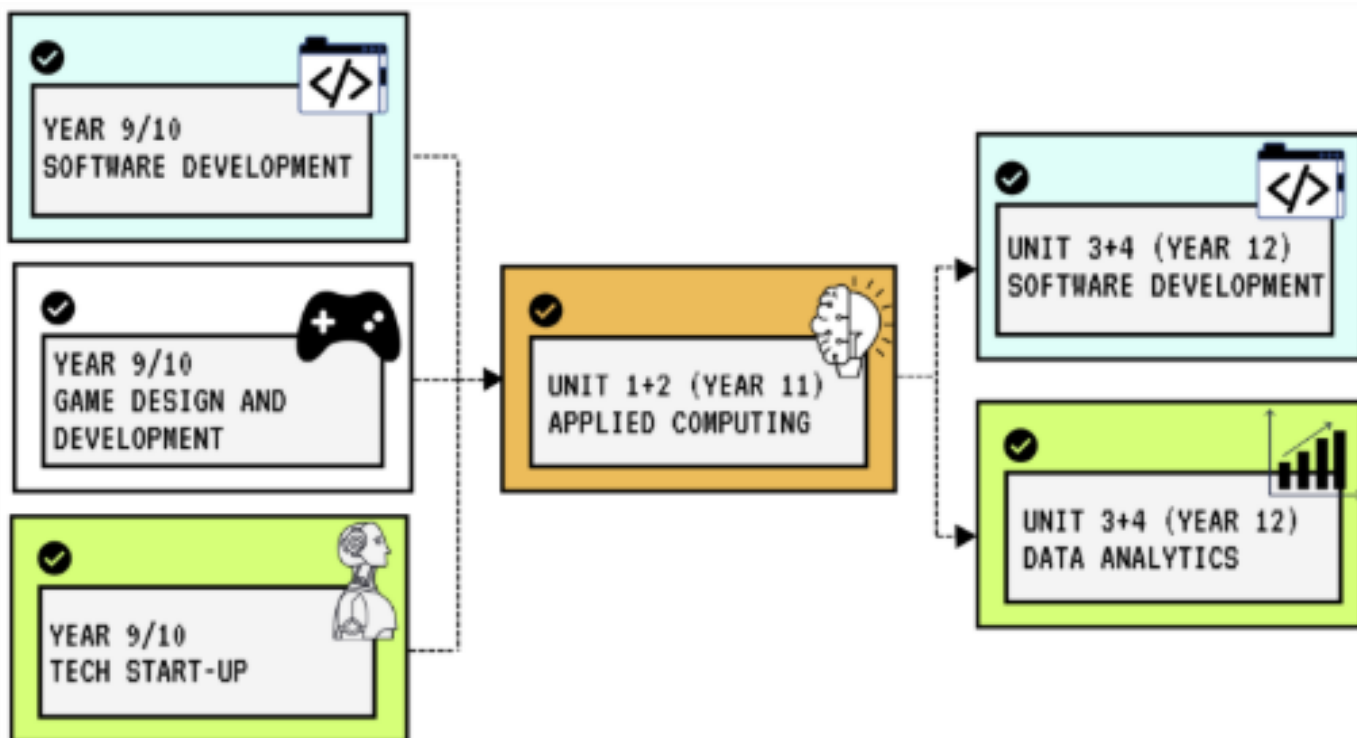 YEAR 9/10
SOFTWARE DEVELOPMENT
YEAR 9/10
GAME DESIGN AND
DEVELOPMENT
YEAR 9/10
TECH START-UP
UNIT 1+2 (YEAR 11)
APPLIED COMPUTING
UNIT 3+4 (YEAR 12)
SOFTWARE DEVELOPMENT
UNIT 3+4 (YEAR 12)
DATA ANALYTICS